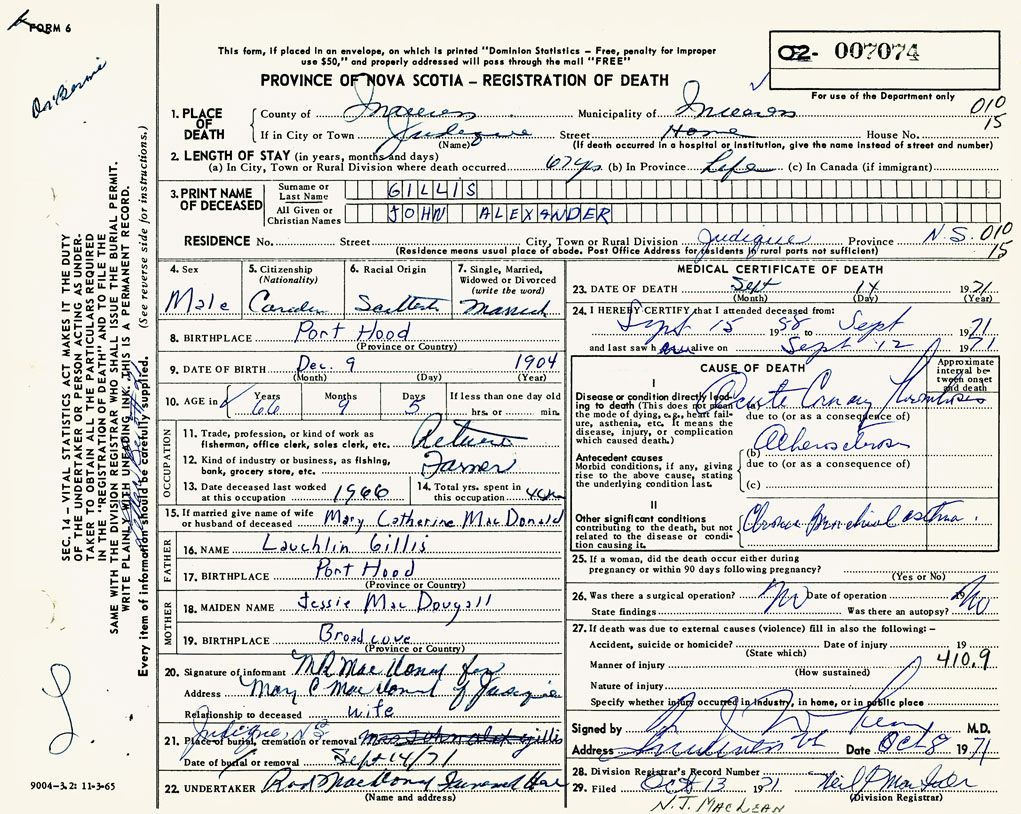 FORM 6
02- 007074
For use of the Department only
This form, if placed in an envelope, on which is printed "Dominion Statistics – Free, penalty for improper
use $50," and properly addressed will pass through the mail "FREE"
PROVINCE OF NOVA SCOTIA – REGISTRATION OF DEATH
1. PLACE OF DEATH County of Inverness Municipality of Inverness 010 15
If in City or Town Judique (Name) Street Home House No.
(If death occurred in a hospital or institution, give the name instead of street and number)
2. LENGTH OF STAY (in years, months and days)
(a) In City, Town or Rural Division where death occurred 67 yrs (b) In Province Life (c) In Canada (if immigrant)
3. PRINT NAME OF DECEASED Surname or Last Name GILLIS
All Given or Christian Names JOHN ALEXANDER
RESIDENCE No. Street City, Town or Rural Division Judique Province N.S. 010 15
(Residence means usual place of abode. Post Office Address for residents in rural parts not sufficient)
4. Sex Male
5. Citizenship (Nationality)
6. Racial Origin Scottish
7. Single, Married, Widowed or Divorced (write the word) Married
8. BIRTHPLACE Port Hood
(Province or Country)
9. DATE OF BIRTH Dec. 9 1904
(Month) (Day) (Year)
10. AGE in Years 66 Months 9 Days 5 If less than one day old hrs. or min.
OCCUPATION
11. Trade, profession, or kind of work as fishermen, office clerk, sales clerk, etc. Retired
12. Kind of industry or business, as fishing, bank, grocery store, etc. Farmer
13. Date deceased last worked at this occupation 1966
14. Total yrs. spent in this occupation
15. If married give name of wife or husband of deceased Mary Catherine MacDonald
FATHER
16. NAME Lauchlin Gillis
17. BIRTHPLACE Port Hood
(Province or Country)
MOTHER
18. MAIDEN NAME Jessie MacDougall
19. BIRTHPLACE Broad cove
(Province or Country)
20. Signature of informant
Address Mary C Judique
Relationship to deceased wife
21. Place of burial, cremation or removal Judique N S
Date of burial or removal Sept 14/71
22. UNDERTAKER Funeral Home
(Name and address)
MEDICAL CERTIFICATE OF DEATH
23. DATE OF DEATH Sept 14 1971
(Month) (Day) (Year)
24. I HEREBY CERTIFY that I attended deceased from:
Sept 15 1958 to Sept 1971
and last saw him alive on Sept 12 1971
CAUSE OF DEATH
Approximate interval between onset and death
I
Disease or condition directly leading to death (This does not mean the mode of dying, e.g., heart failure, asthenia, etc. It means the disease, injury, or complication which caused death.)
(a) Acute Coronary Thrombosis
due to (or as a consequence of)
Antecedent causes
Morbid conditions, if any, giving rise to the above cause, stating the underlying condition last.
(b) Atherosclerosis
due to (or as a consequence of)
(c)
II
Other significant conditions contributing to the death, but not related to the disease or condition causing it.
Chronic Bronchial asthma.
25. If a woman, did the death occur either during pregnancy or within 90 days following pregnancy?
(Yes or No)
26. Was there a surgical operation? No Date of operation 19
State findings Was there an autopsy? No
27. If death was due to external causes (violence) fill in also the following: –
Accident, suicide or homicide? Date of injury 19
(State which)
Manner of injury 410.9
(How sustained)
Nature of injury
Specify whether injury occurred in industry, in home, or in public place
Signed by M.D.
Address Date Oct 8 1971
28. Division Registrar's Record Number
29. Filed Oct 13 1971
(Division Registrar)
N.J. MACLEAN
SEC. 14 – VITAL STATISTICS ACT MAKES IT THE DUTY
OF THE UNDERTAKER OR PERSON ACTING AS UNDER-
TAKER TO OBTAIN ALL THE PARTICULARS REQUIRED
IN THE "REGISTRATION OF DEATH" AND TO FILE THE
SAME WITH THE DIVISION REGISTRAR WHO SHALL ISSUE THE BURIAL PERMIT.
WRITE PLAINLY WITH UNFADING INK. THIS IS A PERMANENT RECORD.
Every item of information should be carefully supplied. (See reverse side for instructions.)
9004-3.2: 11-3-65